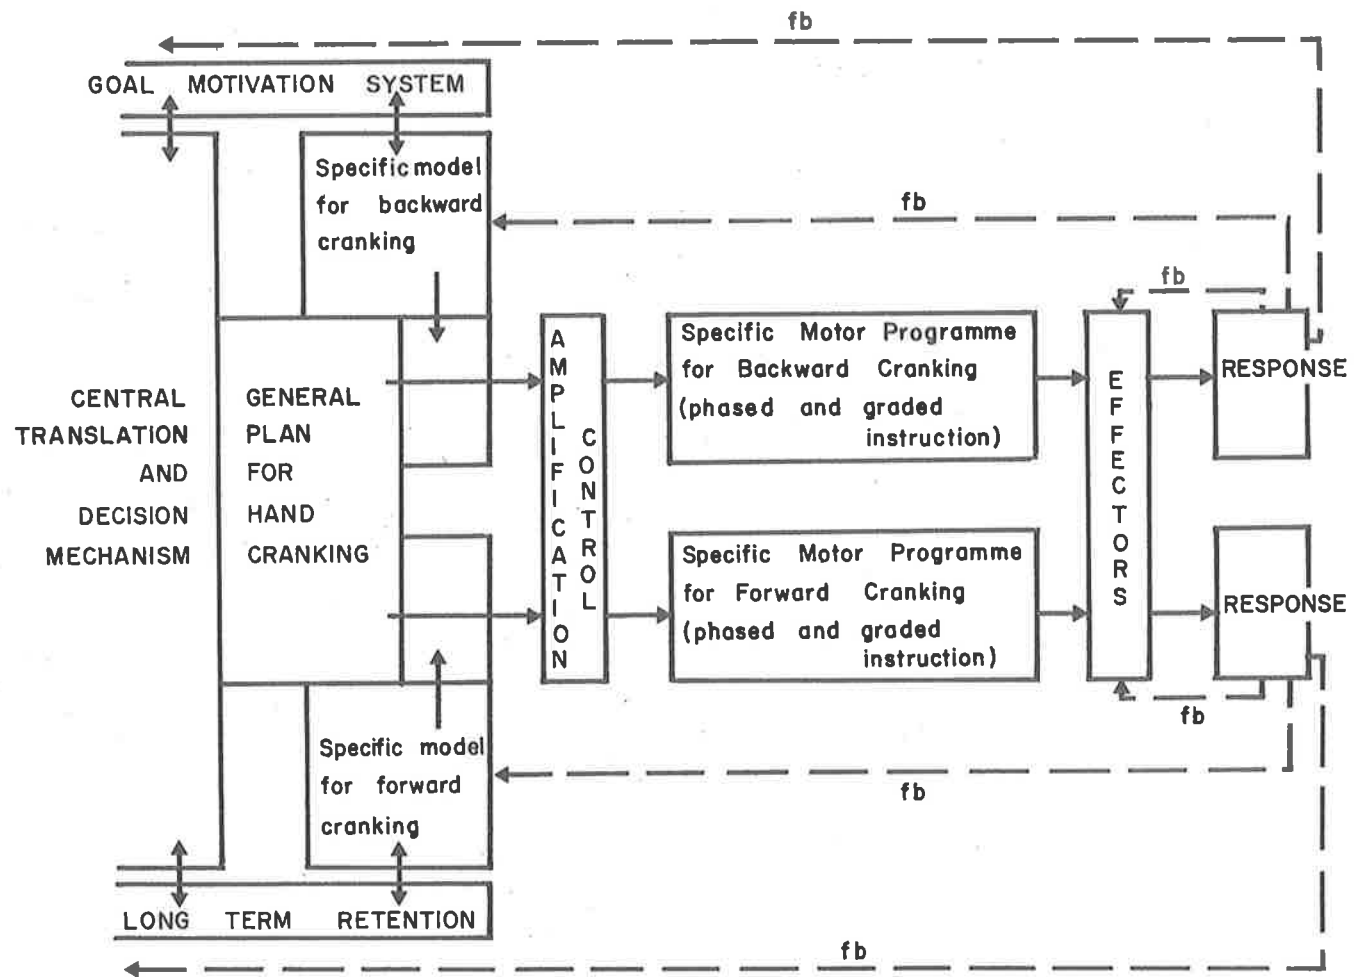 fb
GOAL MOTIVATION SYSTEM
Specific model
for backward
cranking
fb
fb
CENTRAL
TRANSLATION
AND
DECISION
MECHANISM
GENERAL
PLAN
FOR
HAND
CRANKING
AMPLIFICATION
CONTROL
Specific Motor Programme
for Backward Cranking
(phased and graded
instruction)
EFFECTORS
RESPONSE
Specific Motor Programme
for Forward Cranking
(phased and graded
instruction)
RESPONSE
fb
Specific model
for forward
cranking
fb
LONG TERM RETENTION
fb